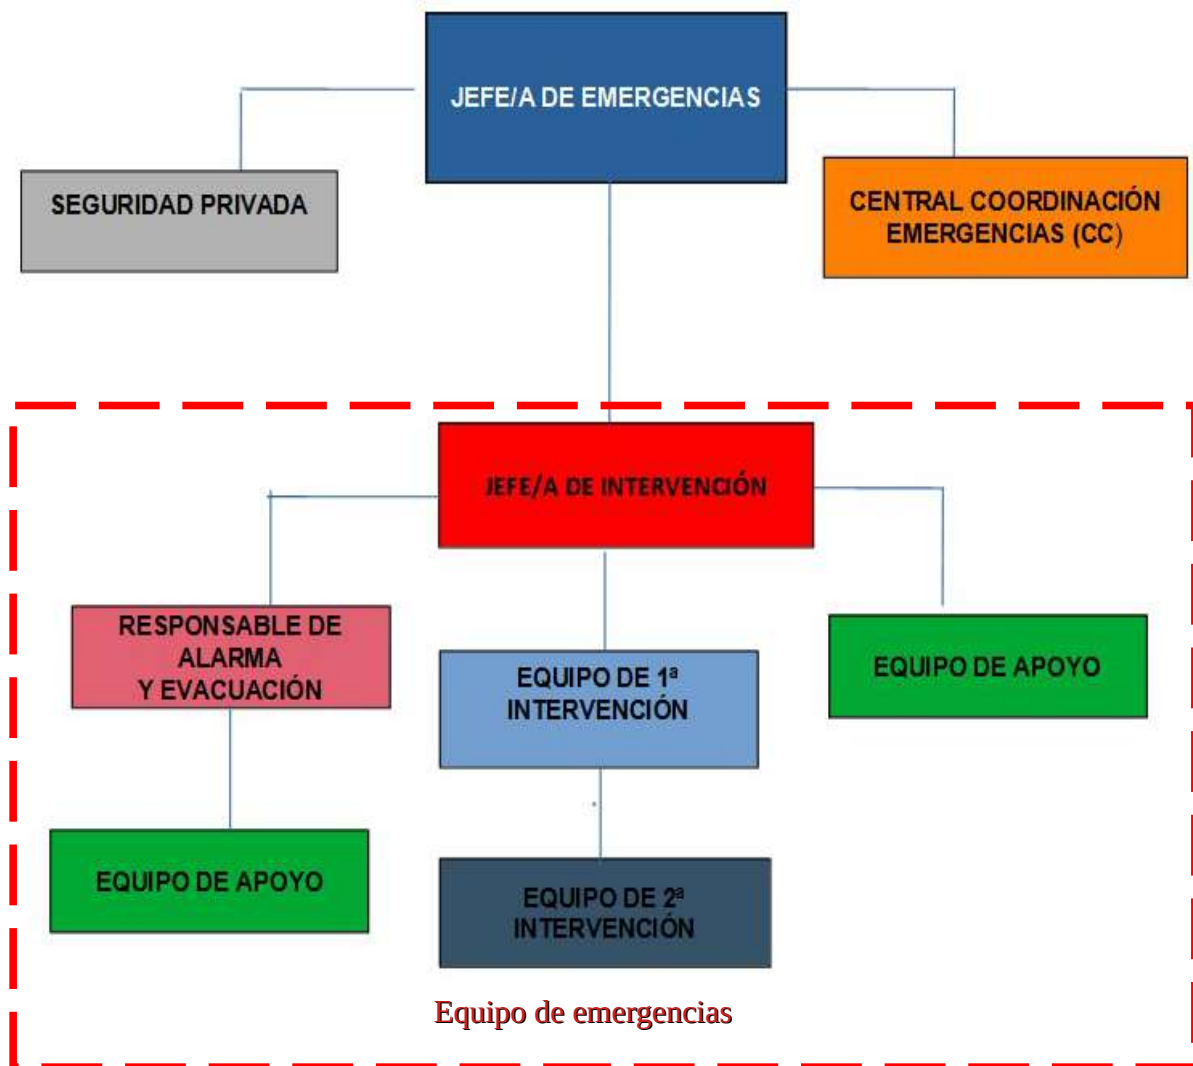 JEFE/A DE EMERGENCIAS
SEGURIDAD PRIVADA
CENTRAL COORDINACIÓN
EMERGENCIAS (CC)
JEFE/A DE INTERVENCIÓN
RESPONSABLE DE
ALARMA
Y EVACUACIÓN
EQUIPO DE 1ª
INTERVENCIÓN
EQUIPO DE APOYO
EQUIPO DE APOYO
EQUIPO DE 2ª
INTERVENCIÓN
Equipo de emergencias